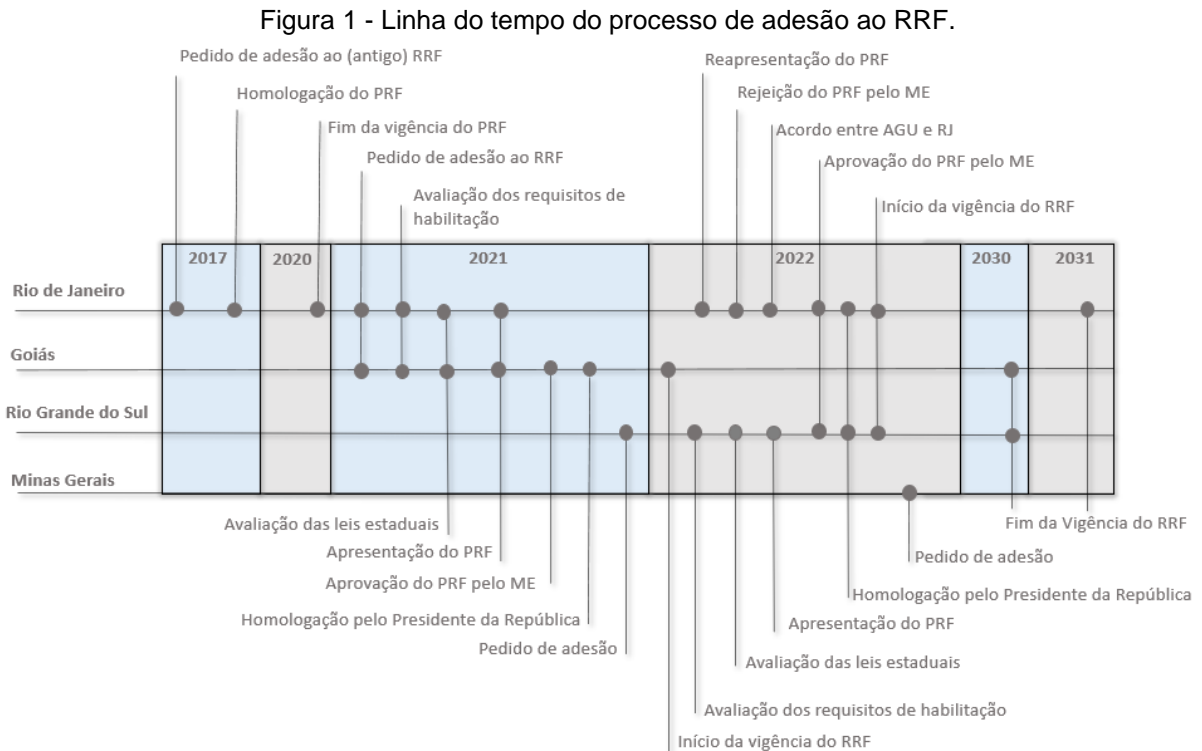 Figura 1 - Linha do tempo do processo de adesão ao RRF.
Pedido de adesão ao (antigo) RRF
Homologação do PRF
Fim da vigência do PRF
Pedido de adesão ao RRF
Avaliação dos requisitos de
habilitação
Reapresentação do PRF
Rejeição do PRF pelo ME
Acordo entre AGU e RJ
Aprovação do PRF pelo ME
Início da vigência do RRF
2017
2020
2021
2022
2030
2031
Rio de Janeiro
Goiás
Rio Grande do Sul
Minas Gerais
Avaliação das leis estaduais
Apresentação do PRF
Aprovação do PRF pelo ME
Homologação pelo Presidente da República
Pedido de adesão
Fim da Vigência do RRF
Pedido de adesão
Homologação pelo Presidente da República
Apresentação do PRF
Avaliação das leis estaduais
Avaliação dos requisitos de habilitação
Início da vigência do RRF